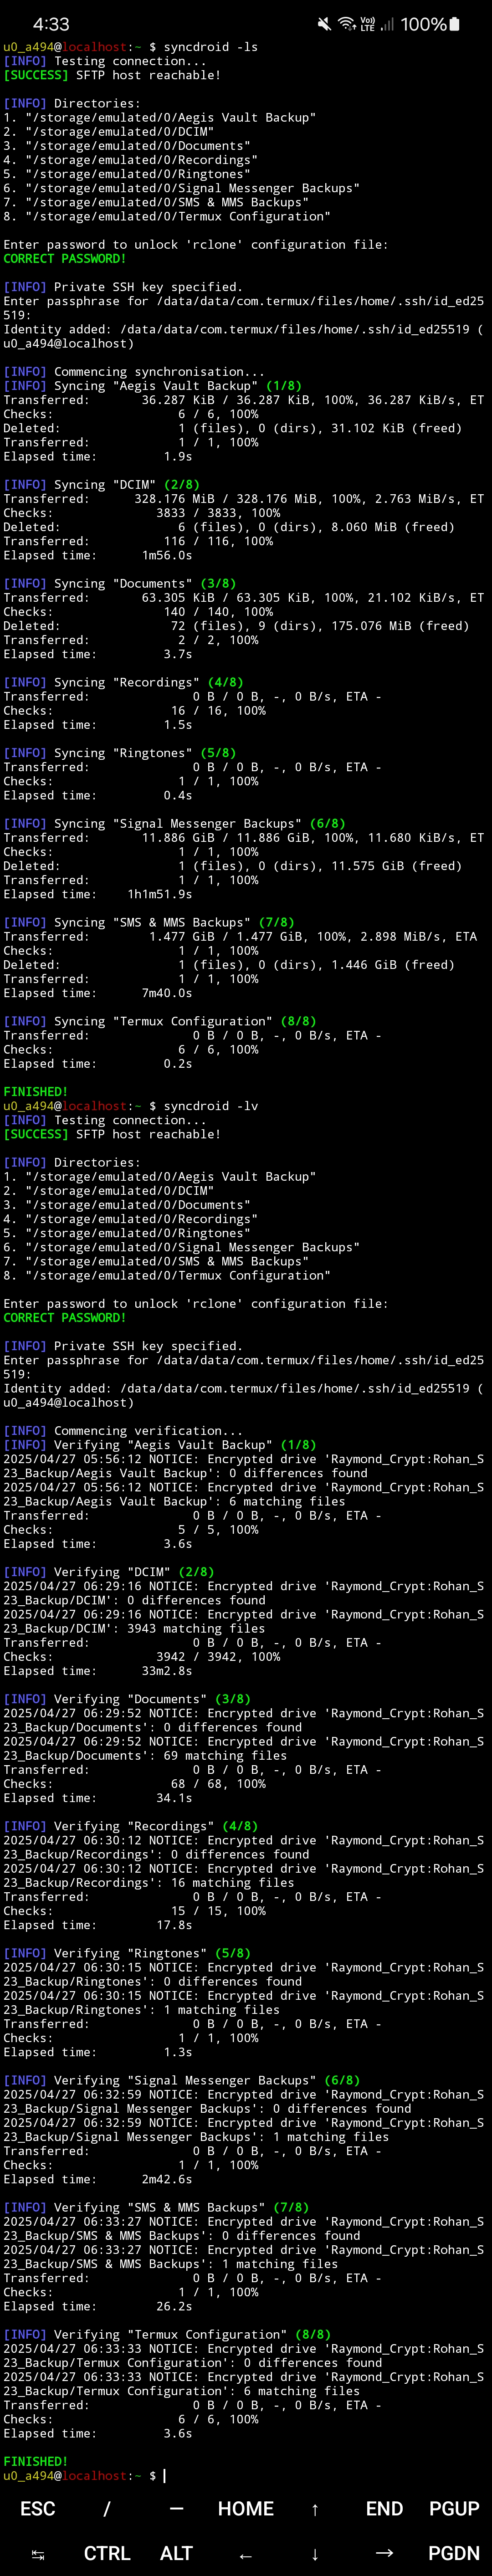 4:33 Vo)) LTE 100%
u0_a494@localhost:~ $ syncdroid -ls
[INFO] Testing connection...
[SUCCESS] SFTP host reachable!
[INFO] Directories:
1. "/storage/emulated/0/Aegis Vault Backup"
2. "/storage/emulated/0/DCIM"
3. "/storage/emulated/0/Documents"
4. "/storage/emulated/0/Recordings"
5. "/storage/emulated/0/Ringtones"
6. "/storage/emulated/0/Signal Messenger Backups"
7. "/storage/emulated/0/SMS & MMS Backups"
8. "/storage/emulated/0/Termux Configuration"
Enter password to unlock 'rclone' configuration file:
CORRECT PASSWORD!
[INFO] Private SSH key specified.
Enter passphrase for /data/data/com.termux/files/home/.ssh/id_ed25
519:
Identity added: /data/data/com.termux/files/home/.ssh/id_ed25519 (
u0_a494@localhost)
[INFO] Commencing synchronisation...
[INFO] Syncing "Aegis Vault Backup" (1/8)
Transferred: 36.287 KiB / 36.287 KiB, 100%, 36.287 KiB/s, ET
Checks: 6 / 6, 100%
Deleted: 1 (files), 0 (dirs), 31.102 KiB (freed)
Transferred: 1 / 1, 100%
Elapsed time: 1.9s
[INFO] Syncing "DCIM" (2/8)
Transferred: 328.176 MiB / 328.176 MiB, 100%, 2.763 MiB/s, ET
Checks: 3833 / 3833, 100%
Deleted: 6 (files), 0 (dirs), 8.060 MiB (freed)
Transferred: 116 / 116, 100%
Elapsed time: 1m56.0s
[INFO] Syncing "Documents" (3/8)
Transferred: 63.305 KiB / 63.305 KiB, 100%, 21.102 KiB/s, ET
Checks: 140 / 140, 100%
Deleted: 72 (files), 9 (dirs), 175.076 MiB (freed)
Transferred: 2 / 2, 100%
Elapsed time: 3.7s
[INFO] Syncing "Recordings" (4/8)
Transferred: 0 B / 0 B, -, 0 B/s, ETA -
Checks: 16 / 16, 100%
Elapsed time: 1.5s
[INFO] Syncing "Ringtones" (5/8)
Transferred: 0 B / 0 B, -, 0 B/s, ETA -
Checks: 1 / 1, 100%
Elapsed time: 0.4s
[INFO] Syncing "Signal Messenger Backups" (6/8)
Transferred: 11.886 GiB / 11.886 GiB, 100%, 11.680 KiB/s, ET
Checks: 1 / 1, 100%
Deleted: 1 (files), 0 (dirs), 11.575 GiB (freed)
Transferred: 1 / 1, 100%
Elapsed time: 1h1m51.9s
[INFO] Syncing "SMS & MMS Backups" (7/8)
Transferred: 1.477 GiB / 1.477 GiB, 100%, 2.898 MiB/s, ETA
Checks: 1 / 1, 100%
Deleted: 1 (files), 0 (dirs), 1.446 GiB (freed)
Transferred: 1 / 1, 100%
Elapsed time: 7m40.0s
[INFO] Syncing "Termux Configuration" (8/8)
Transferred: 0 B / 0 B, -, 0 B/s, ETA -
Checks: 6 / 6, 100%
Elapsed time: 0.2s
FINISHED!
u0_a494@localhost:~ $ syncdroid -lv
[INFO] Testing connection...
[SUCCESS] SFTP host reachable!
[INFO] Directories:
1. "/storage/emulated/0/Aegis Vault Backup"
2. "/storage/emulated/0/DCIM"
3. "/storage/emulated/0/Documents"
4. "/storage/emulated/0/Recordings"
5. "/storage/emulated/0/Ringtones"
6. "/storage/emulated/0/Signal Messenger Backups"
7. "/storage/emulated/0/SMS & MMS Backups"
8. "/storage/emulated/0/Termux Configuration"
Enter password to unlock 'rclone' configuration file:
CORRECT PASSWORD!
[INFO] Private SSH key specified.
Enter passphrase for /data/data/com.termux/files/home/.ssh/id_ed25
519:
Identity added: /data/data/com.termux/files/home/.ssh/id_ed25519 (
u0_a494@localhost)
[INFO] Commencing verification...
[INFO] Verifying "Aegis Vault Backup" (1/8)
2025/04/27 05:56:12 NOTICE: Encrypted drive 'Raymond_Crypt:Rohan_S
23_Backup/Aegis Vault Backup': 0 differences found
2025/04/27 05:56:12 NOTICE: Encrypted drive 'Raymond_Crypt:Rohan_S
23_Backup/Aegis Vault Backup': 6 matching files
Transferred: 0 B / 0 B, -, 0 B/s, ETA -
Checks: 5 / 5, 100%
Elapsed time: 3.6s
[INFO] Verifying "DCIM" (2/8)
2025/04/27 06:29:16 NOTICE: Encrypted drive 'Raymond_Crypt:Rohan_S
23_Backup/DCIM': 0 differences found
2025/04/27 06:29:16 NOTICE: Encrypted drive 'Raymond_Crypt:Rohan_S
23_Backup/DCIM': 3943 matching files
Transferred: 0 B / 0 B, -, 0 B/s, ETA -
Checks: 3942 / 3942, 100%
Elapsed time: 33m2.8s
[INFO] Verifying "Documents" (3/8)
2025/04/27 06:29:52 NOTICE: Encrypted drive 'Raymond_Crypt:Rohan_S
23_Backup/Documents': 0 differences found
2025/04/27 06:29:52 NOTICE: Encrypted drive 'Raymond_Crypt:Rohan_S
23_Backup/Documents': 69 matching files
Transferred: 0 B / 0 B, -, 0 B/s, ETA -
Checks: 68 / 68, 100%
Elapsed time: 34.1s
[INFO] Verifying "Recordings" (4/8)
2025/04/27 06:30:12 NOTICE: Encrypted drive 'Raymond_Crypt:Rohan_S
23_Backup/Recordings': 0 differences found
2025/04/27 06:30:12 NOTICE: Encrypted drive 'Raymond_Crypt:Rohan_S
23_Backup/Recordings': 16 matching files
Transferred: 0 B / 0 B, -, 0 B/s, ETA -
Checks: 15 / 15, 100%
Elapsed time: 17.8s
[INFO] Verifying "Ringtones" (5/8)
2025/04/27 06:30:15 NOTICE: Encrypted drive 'Raymond_Crypt:Rohan_S
23_Backup/Ringtones': 0 differences found
2025/04/27 06:30:15 NOTICE: Encrypted drive 'Raymond_Crypt:Rohan_S
23_Backup/Ringtones': 1 matching files
Transferred: 0 B / 0 B, -, 0 B/s, ETA -
Checks: 1 / 1, 100%
Elapsed time: 1.3s
[INFO] Verifying "Signal Messenger Backups" (6/8)
2025/04/27 06:32:59 NOTICE: Encrypted drive 'Raymond_Crypt:Rohan_S
23_Backup/Signal Messenger Backups': 0 differences found
2025/04/27 06:32:59 NOTICE: Encrypted drive 'Raymond_Crypt:Rohan_S
23_Backup/Signal Messenger Backups': 1 matching files
Transferred: 0 B / 0 B, -, 0 B/s, ETA -
Checks: 1 / 1, 100%
Elapsed time: 2m42.6s
[INFO] Verifying "SMS & MMS Backups" (7/8)
2025/04/27 06:33:27 NOTICE: Encrypted drive 'Raymond_Crypt:Rohan_S
23_Backup/SMS & MMS Backups': 0 differences found
2025/04/27 06:33:27 NOTICE: Encrypted drive 'Raymond_Crypt:Rohan_S
23_Backup/SMS & MMS Backups': 1 matching files
Transferred: 0 B / 0 B, -, 0 B/s, ETA -
Checks: 1 / 1, 100%
Elapsed time: 26.2s
[INFO] Verifying "Termux Configuration" (8/8)
2025/04/27 06:33:33 NOTICE: Encrypted drive 'Raymond_Crypt:Rohan_S
23_Backup/Termux Configuration': 0 differences found
2025/04/27 06:33:33 NOTICE: Encrypted drive 'Raymond_Crypt:Rohan_S
23_Backup/Termux Configuration': 6 matching files
Transferred: 0 B / 0 B, -, 0 B/s, ETA -
Checks: 6 / 6, 100%
Elapsed time: 3.6s
FINISHED!
u0_a494@localhost:~ $
ESC / — HOME ↑ END PGUP
↹ CTRL ALT ← ↓ → PGDN